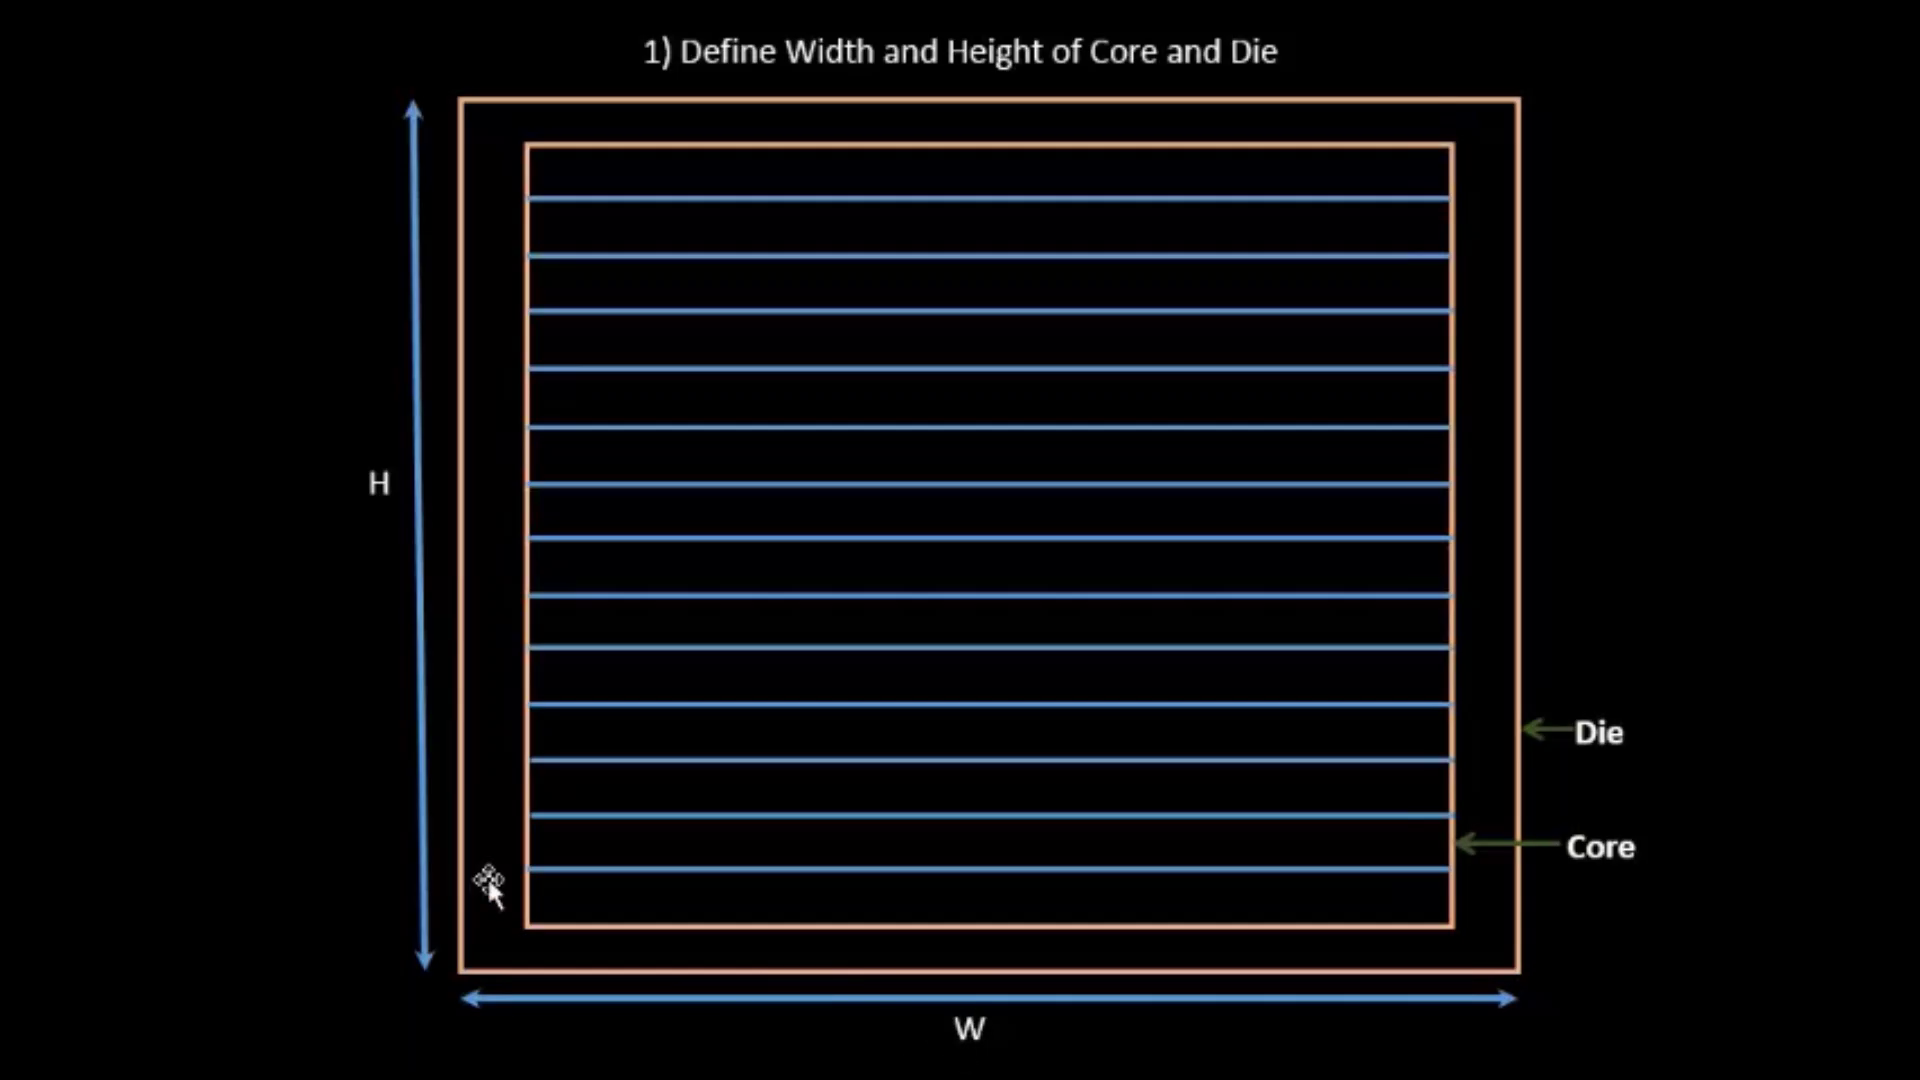 1) Define Width and Height of Core and Die
H
Die
Core
W